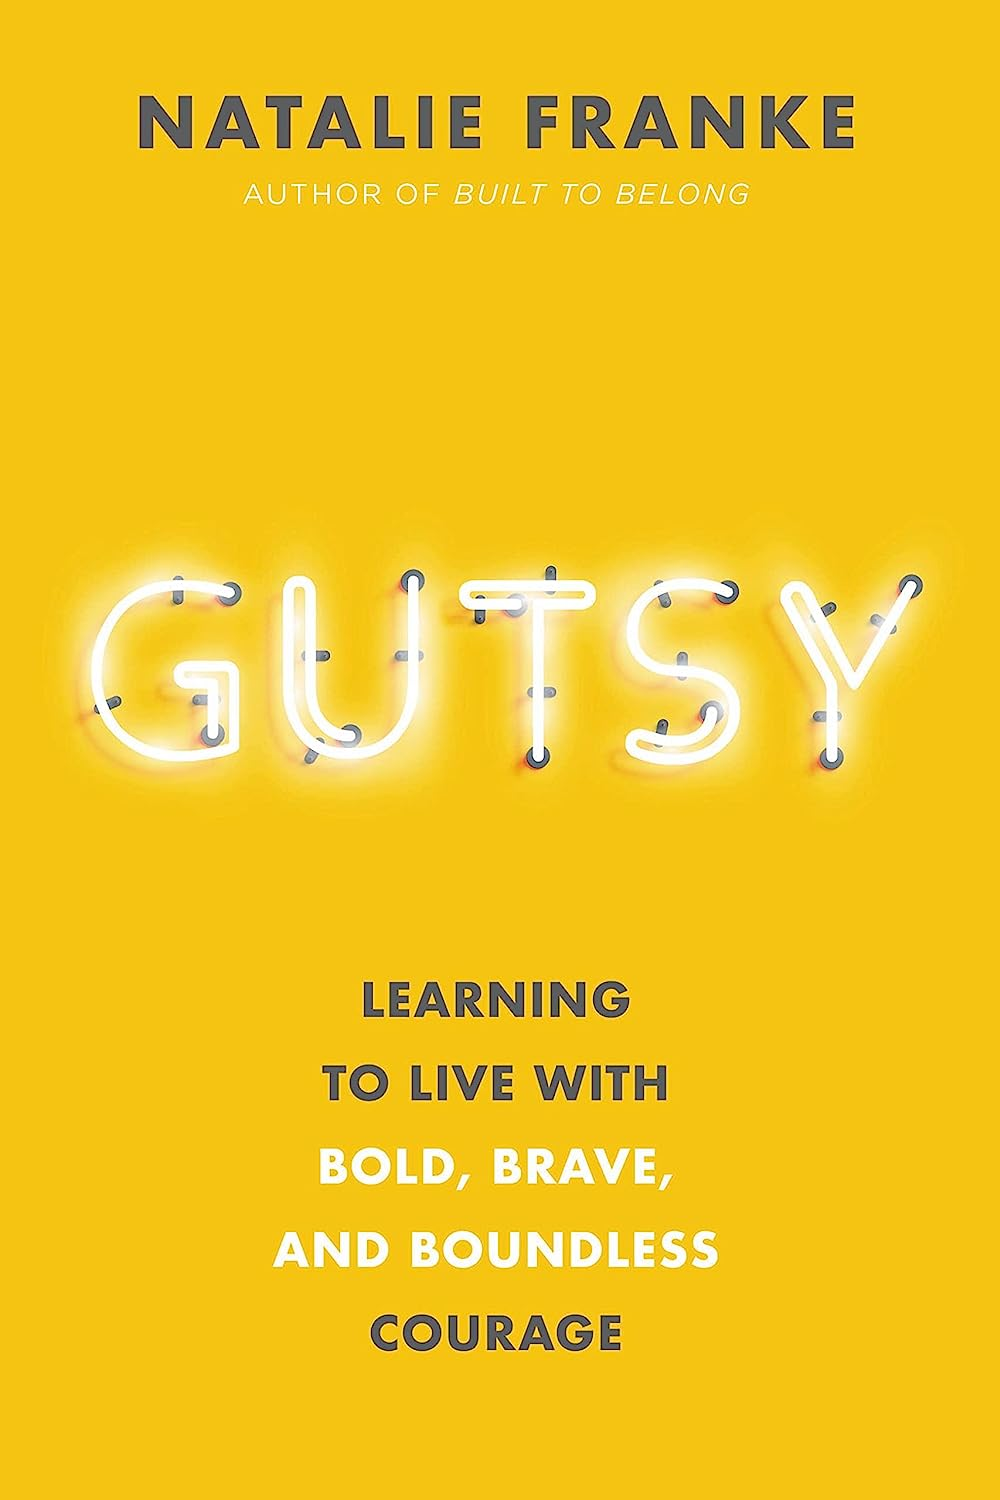 NATALIE FRANKE
AUTHOR OF BUILT TO BELONG
GUTSY
LEARNING
TO LIVE WITH
BOLD, BRAVE,
AND BOUNDLESS
COURAGE